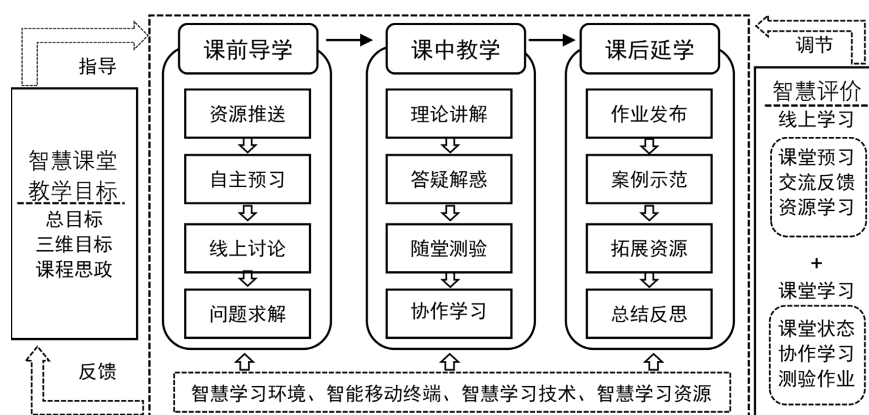 指导
智慧课堂
教学目标
总目标
三维目标
课程思政
反馈
课前导学
资源推送
自主预习
线上讨论
问题求解
课中教学
理论讲解
答疑解惑
随堂测验
协作学习
课后延学
作业发布
案例示范
拓展资源
总结反思
智慧学习环境、智能移动终端、智慧学习技术、智慧学习资源
调节
智慧评价
线上学习
课堂预习
交流反馈
资源学习
+
课堂学习
课堂状态
协作学习
测验作业